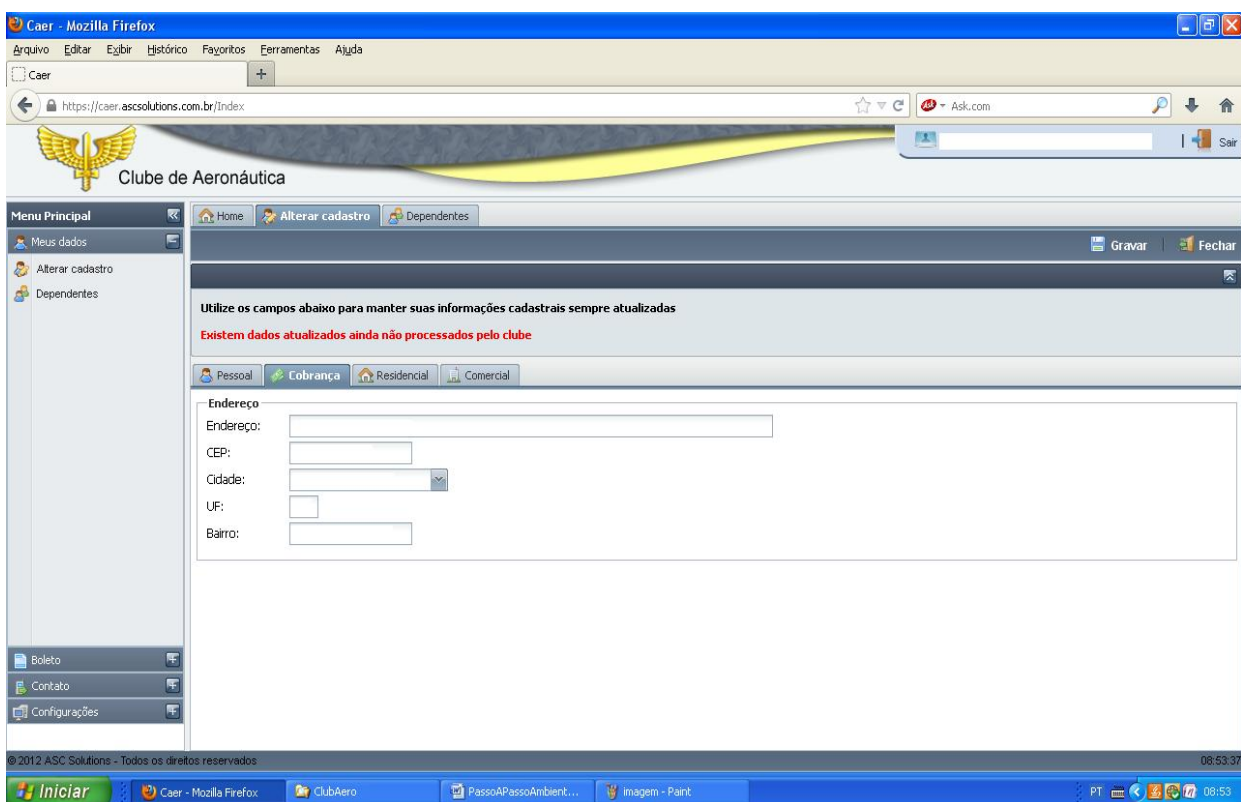 Caer - Mozilla Firefox
Arquivo Editar Exibir Histórico Favoritos Ferramentas Ajuda
Caer
https://caer.ascsolutions.com.br/Index
Ask.com
Sair
Clube de Aeronáutica
Menu Principal
Home Alterar cadastro Dependentes
Meus dados
Gravar Fechar
Alterar cadastro
Dependentes
Utilize os campos abaixo para manter suas informações cadastrais sempre atualizadas
Existem dados atualizados ainda não processados pelo clube
Pessoal Cobrança Residencial Comercial
Endereço
Endereço:
CEP:
Cidade:
UF:
Bairro:
Boleto
Contato
Configurações
© 2012 ASC Solutions - Todos os direitos reservados 08:53:37
Iniciar Caer - Mozilla Firefox ClubAero PassoAPassoAmbient... imagem - Paint PT 08:53